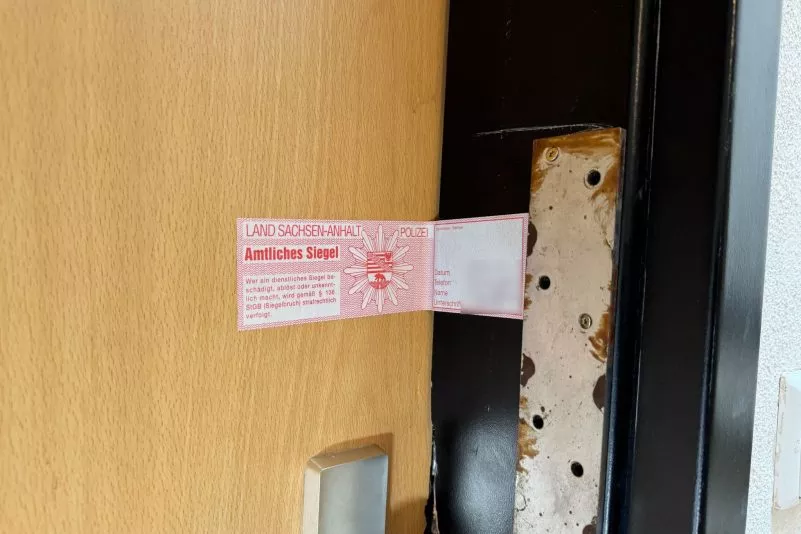 LAND SACHSEN-ANHALT POLIZEI
Amtliches Siegel
Wer ein dienstliches Siegel be-
schädigt, ablöst oder unkennt-
lich macht, wird gemäß § 136
StGB (Siegelbruch) strafrechtlich
verfolgt.
Datum
Telefon
Name
Unterschrift